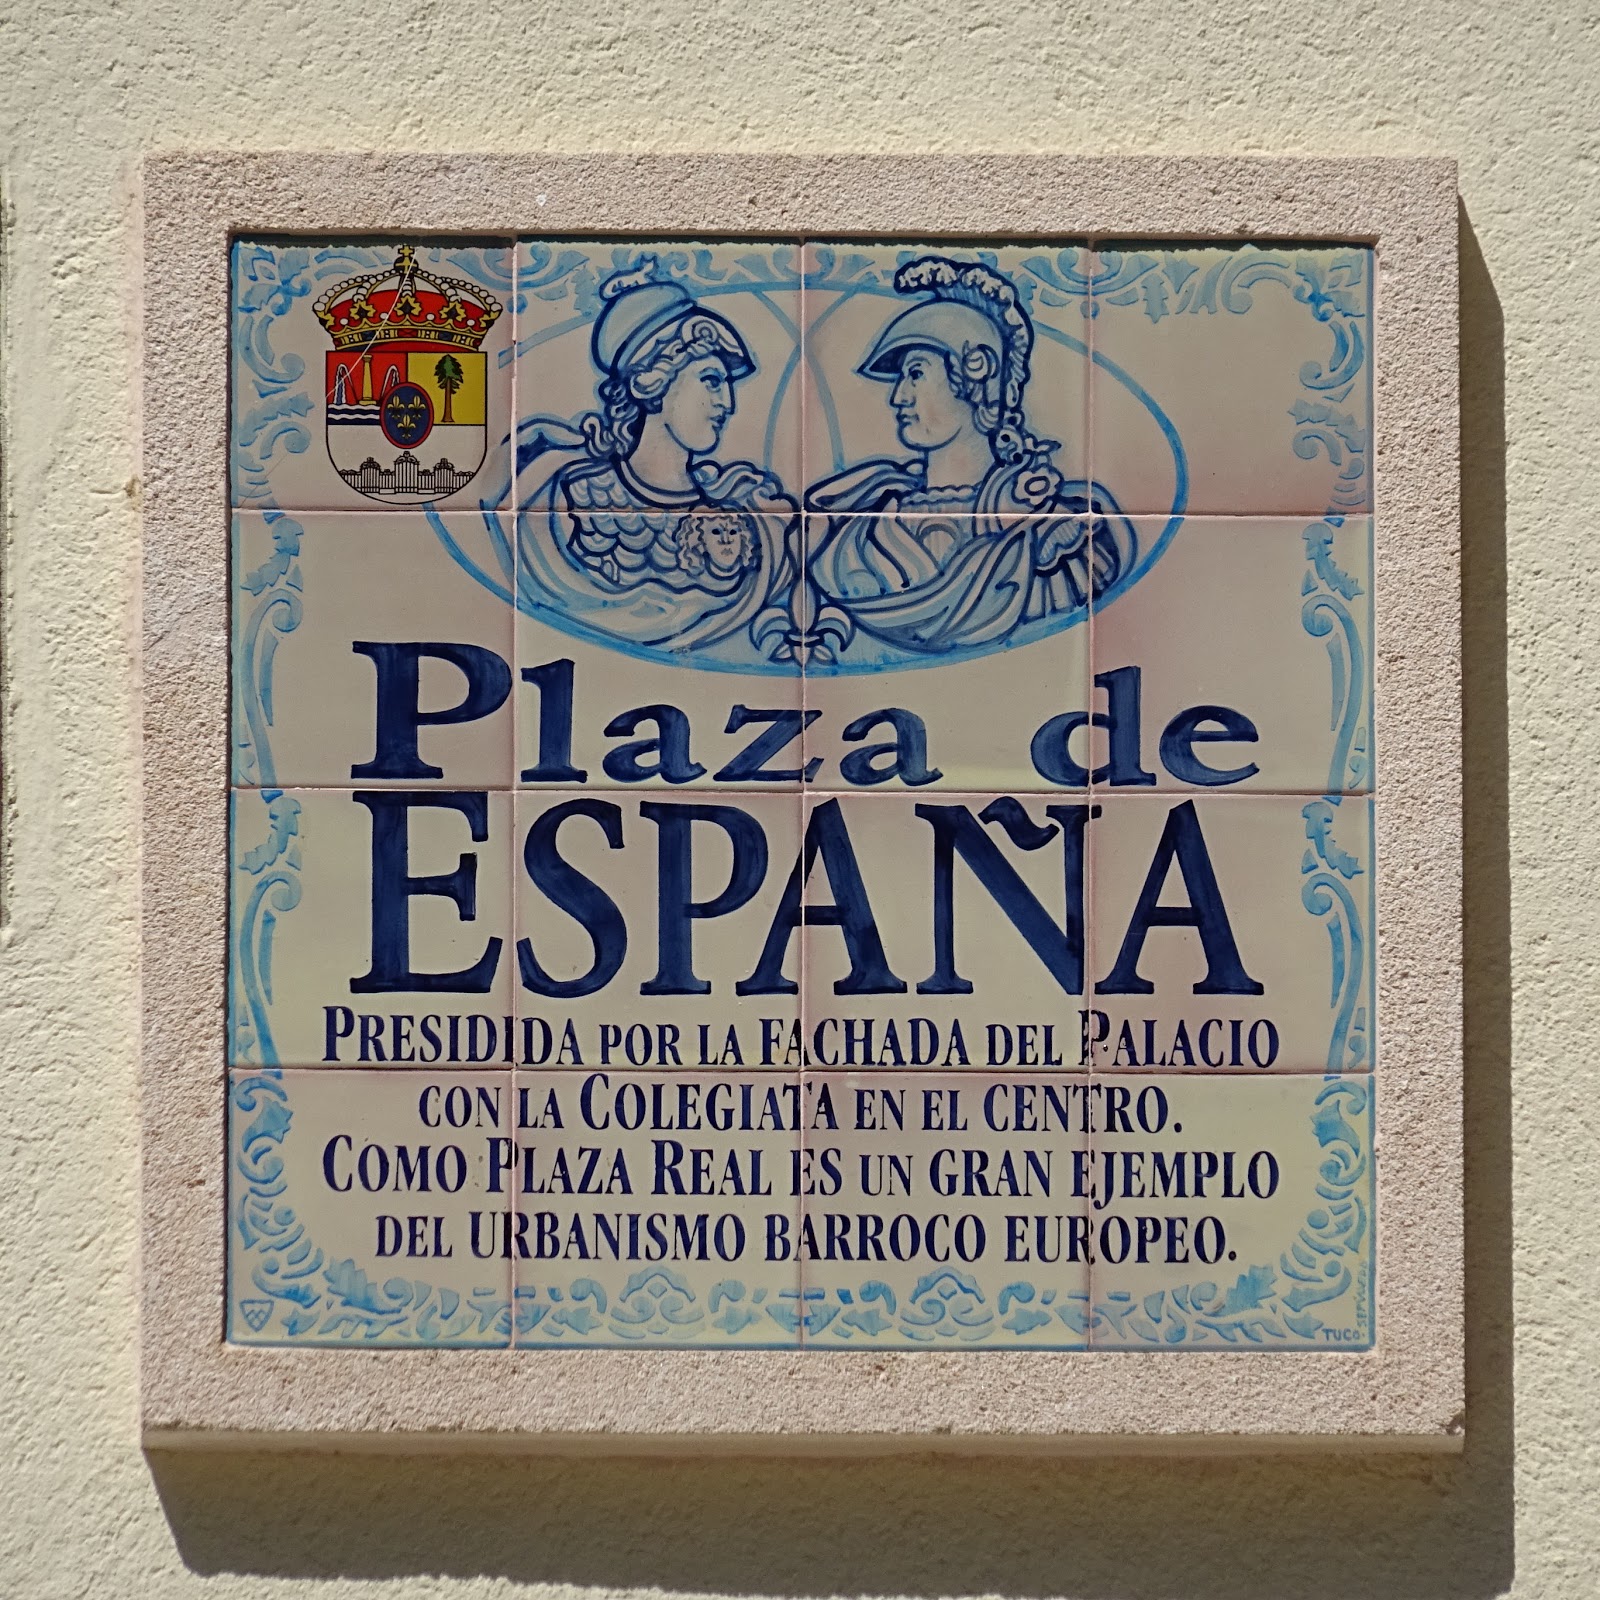 Plaza de
ESPAÑA
PRESIDIDA POR LA FACHADA DEL PALACIO
CON LA COLEGIATA EN EL CENTRO.
COMO PLAZA REAL ES UN GRAN EJEMPLO
DEL URBANISMO BARROCO EUROPEO.
TUCO.